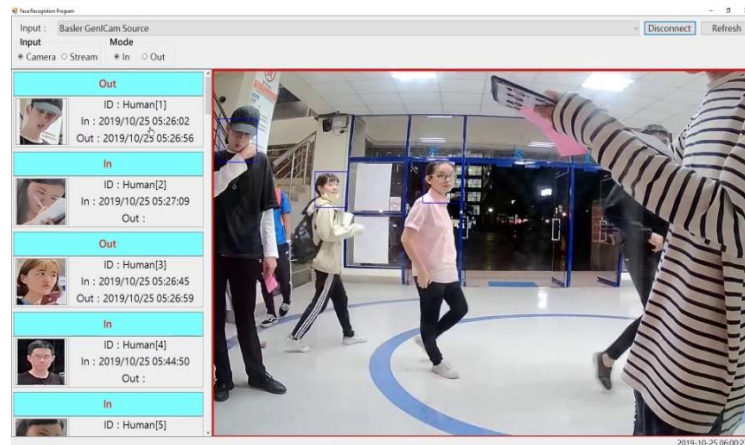 Face Recognition Program
Input : Basler GenICam Source Disconnect Refresh
Input Mode
Camera Stream In Out
Out
ID : Human[1]
In : 2019/10/25 05:26:02
Out : 2019/10/25 05:26:56
In
ID : Human[2]
In : 2019/10/25 05:27:09
Out :
Out
ID : Human[3]
In : 2019/10/25 05:26:45
Out : 2019/10/25 05:26:59
In
ID : Human[4]
In : 2019/10/25 05:44:50
Out :
In
ID : Human[5]